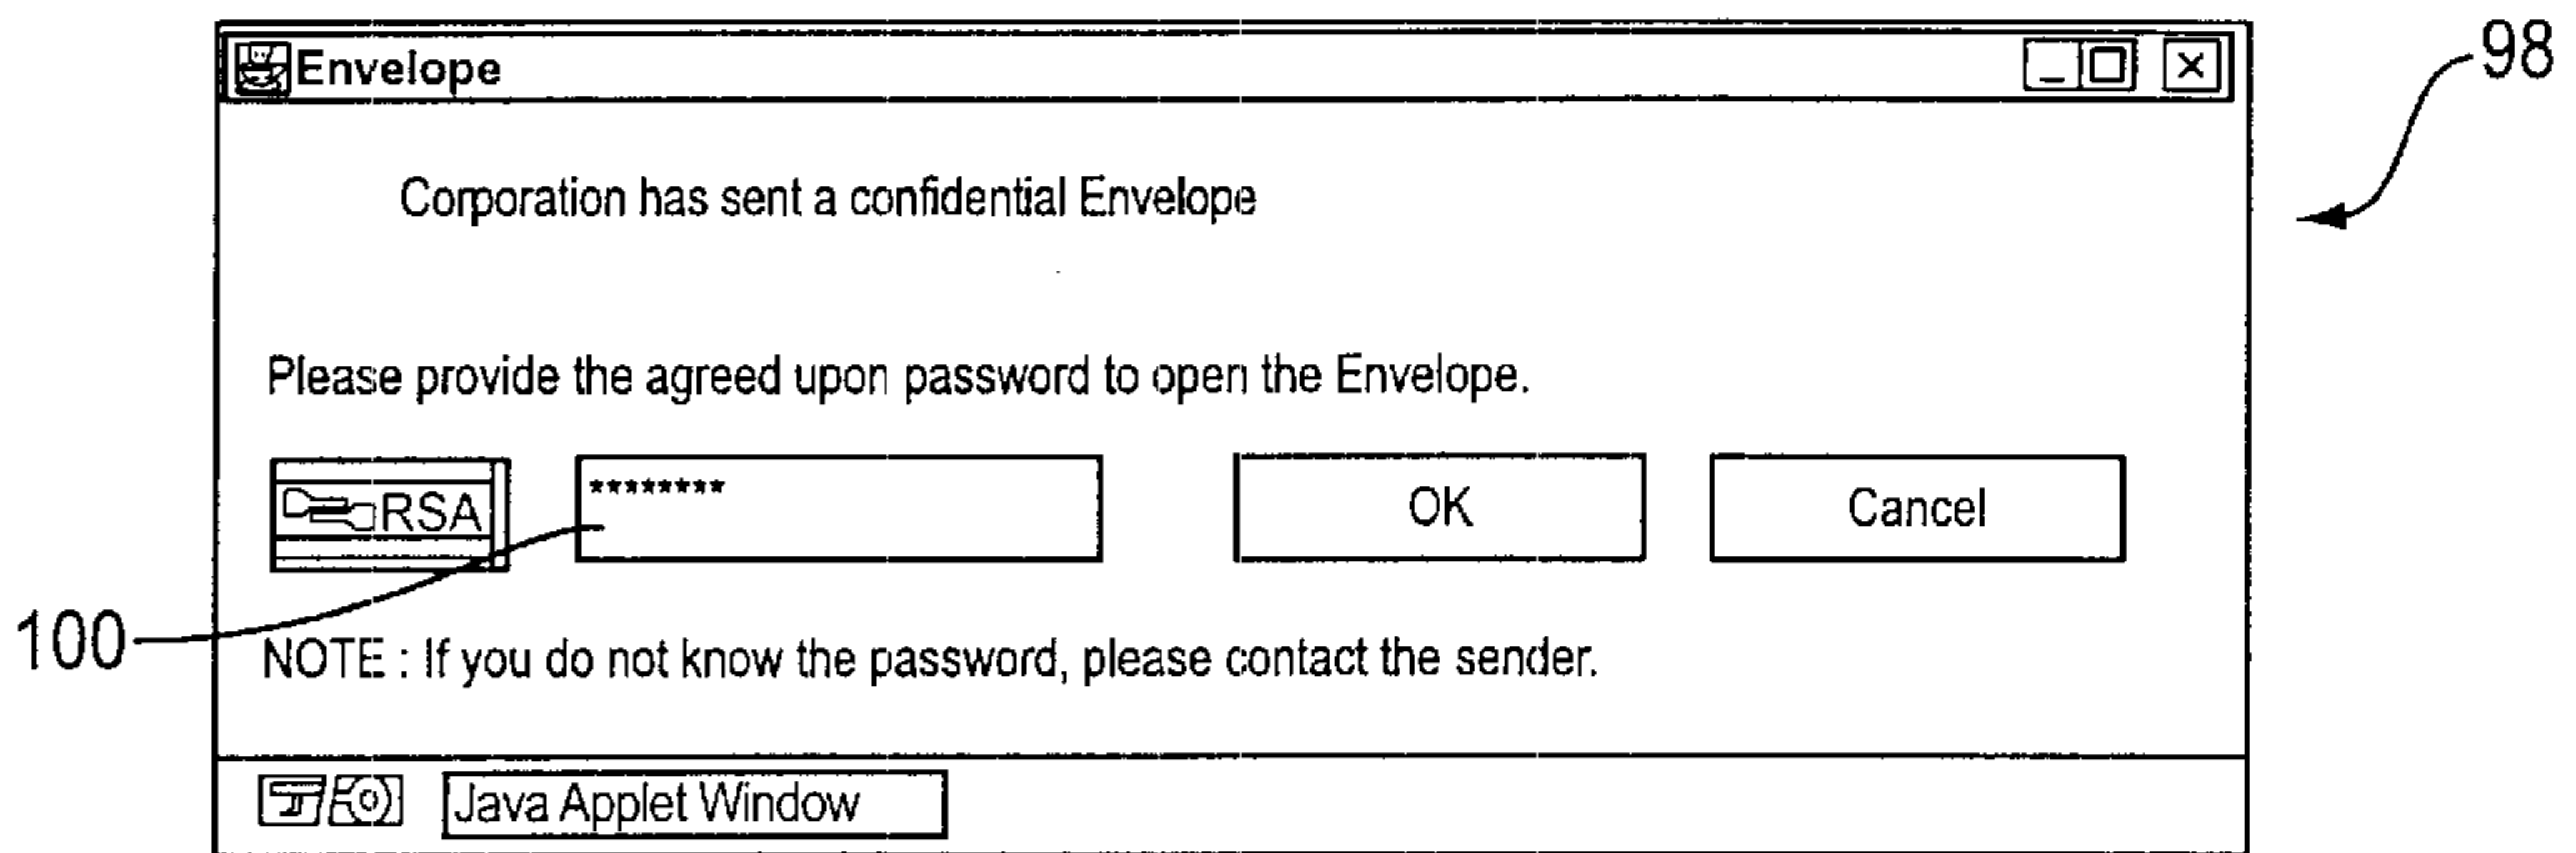 Envelope
98
Corporation has sent a confidential Envelope
Please provide the agreed upon password to open the Envelope.
RSA ******** OK Cancel
100
NOTE : If you do not know the password, please contact the sender.
Java Applet Window